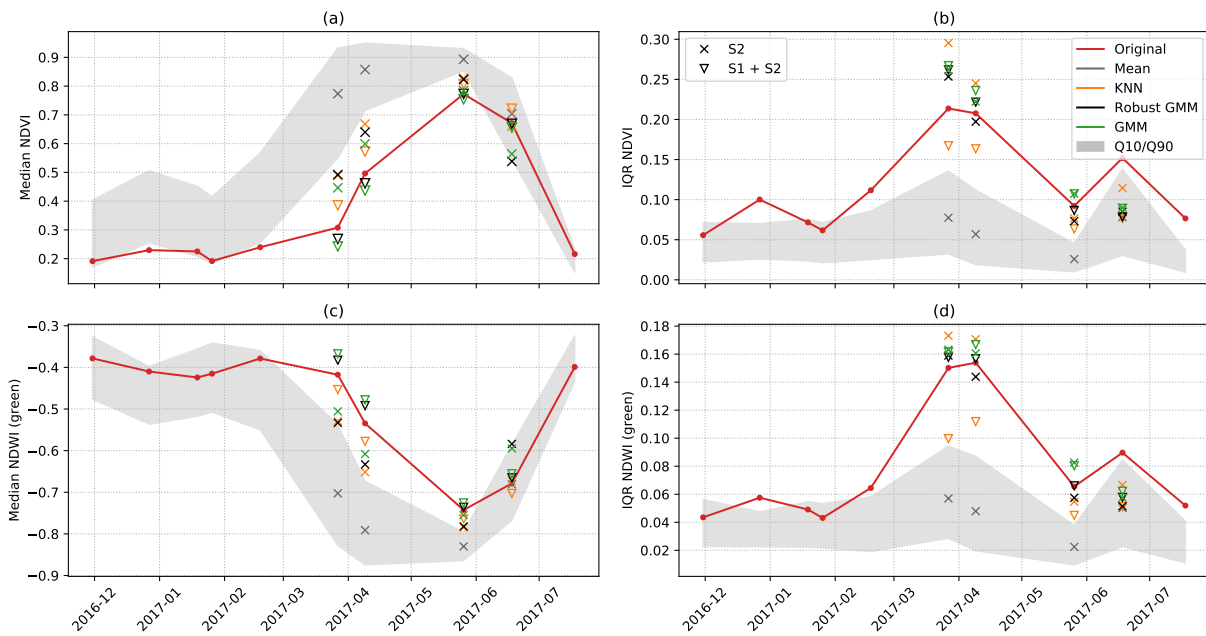 (a)
Median NDVI
0.9
0.8
0.7
0.6
0.5
0.4
0.3
0.2
(b)
IQR NDVI
0.30
0.25
0.20
0.15
0.10
0.05
0.00
S2
S1 + S2
Original
Mean
KNN
Robust GMM
GMM
Q10/Q90
(c)
Median NDWI (green)
−0.3
−0.4
−0.5
−0.6
−0.7
−0.8
−0.9
2016-12
2017-01
2017-02
2017-03
2017-04
2017-05
2017-06
2017-07
(d)
IQR NDWI (green)
0.18
0.16
0.14
0.12
0.10
0.08
0.06
0.04
0.02
2016-12
2017-01
2017-02
2017-03
2017-04
2017-05
2017-06
2017-07